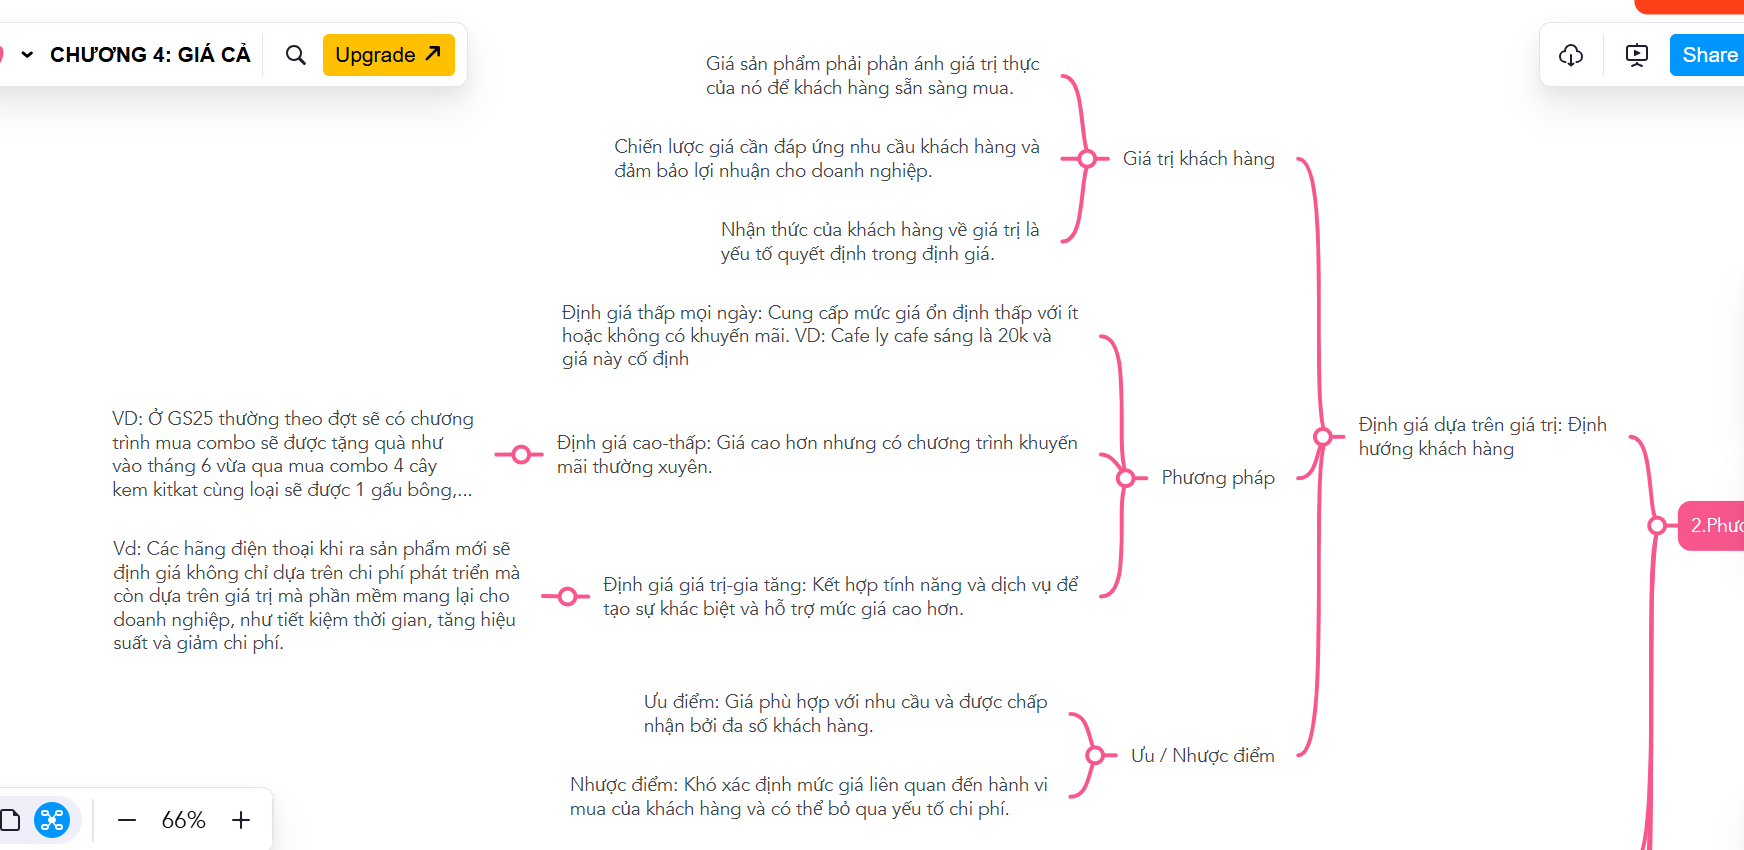 CHƯƠNG 4: GIÁ CẢ
Upgrade
Share
Giá sản phẩm phải phản ánh giá trị thực
của nó để khách hàng sẵn sàng mua.
Chiến lược giá cần đáp ứng nhu cầu khách hàng và
đảm bảo lợi nhuận cho doanh nghiệp.
Giá trị khách hàng
Nhận thức của khách hàng về giá trị là
yếu tố quyết định trong định giá.
Định giá thấp mọi ngày: Cung cấp mức giá ổn định thấp với ít
hoặc không có khuyến mãi. VD: Cafe ly cafe sáng là 20k và
giá này cố định
VD: Ở GS25 thường theo đợt sẽ có chương
trình mua combo sẽ được tặng quà như
vào tháng 6 vừa qua mua combo 4 cây
kem kitkat cùng loại sẽ được 1 gấu bông,...
Định giá cao-thấp: Giá cao hơn nhưng có chương trình khuyến
mãi thường xuyên.
Phương pháp
Định giá dựa trên giá trị: Định
hướng khách hàng
2.Phươ
Vd: Các hãng điện thoại khi ra sản phẩm mới sẽ
định giá không chỉ dựa trên chi phí phát triển mà
còn dựa trên giá trị mà phần mềm mang lại cho
doanh nghiệp, như tiết kiệm thời gian, tăng hiệu
suất và giảm chi phí.
Định giá giá trị-gia tăng: Kết hợp tính năng và dịch vụ để
tạo sự khác biệt và hỗ trợ mức giá cao hơn.
Ưu điểm: Giá phù hợp với nhu cầu và được chấp
nhận bởi đa số khách hàng.
Ưu / Nhược điểm
Nhược điểm: Khó xác định mức giá liên quan đến hành vi
mua của khách hàng và có thể bỏ qua yếu tố chi phí.
66%